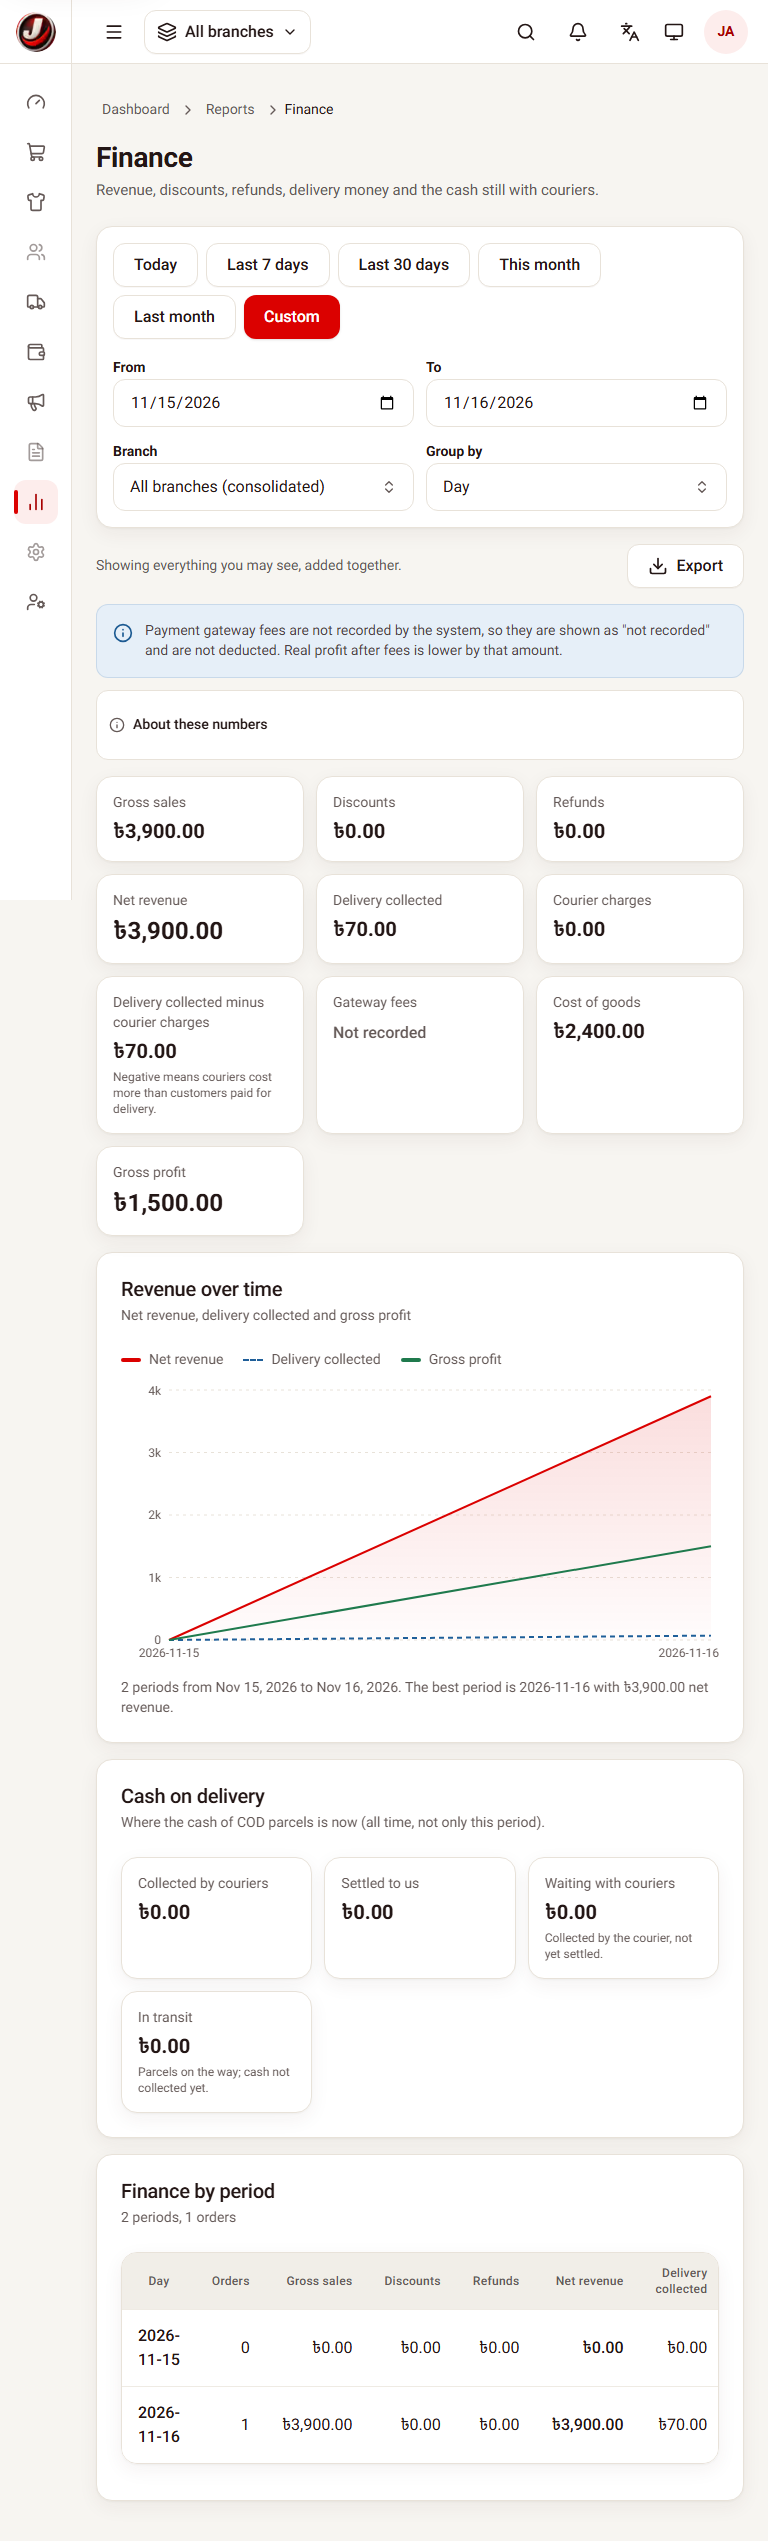 J
All branches
JA
Dashboard > Reports > Finance
Finance
Revenue, discounts, refunds, delivery money and the cash still with couriers.
Today
Last 7 days
Last 30 days
This month
Last month
Custom
From
To
11/15/2026
11/16/2026
Branch
Group by
All branches (consolidated)
Day
Showing everything you may see, added together.
Export
Payment gateway fees are not recorded by the system, so they are shown as "not recorded"
and are not deducted. Real profit after fees is lower by that amount.
About these numbers
Gross sales
৳3,900.00
Discounts
৳0.00
Refunds
৳0.00
Net revenue
৳3,900.00
Delivery collected
৳70.00
Courier charges
৳0.00
Delivery collected minus
courier charges
৳70.00
Negative means couriers cost
more than customers paid for
delivery.
Gateway fees
Not recorded
Cost of goods
৳2,400.00
Gross profit
৳1,500.00
Revenue over time
Net revenue, delivery collected and gross profit
Net revenue
Delivery collected
Gross profit
4k
3k
2k
1k
0
2026-11-15
2026-11-16
2 periods from Nov 15, 2026 to Nov 16, 2026. The best period is 2026-11-16 with ৳3,900.00 net
revenue.
Cash on delivery
Where the cash of COD parcels is now (all time, not only this period).
Collected by couriers
৳0.00
Settled to us
৳0.00
Waiting with couriers
৳0.00
Collected by the courier, not
yet settled.
In transit
৳0.00
Parcels on the way; cash not
collected yet.
Finance by period
2 periods, 1 orders
Day Orders Gross sales Discounts Refunds Net revenue Delivery
collected
2026-
11-15 0 ৳0.00 ৳0.00 ৳0.00 ৳0.00 ৳0.00
2026-
11-16 1 ৳3,900.00 ৳0.00 ৳0.00 ৳3,900.00 ৳70.00